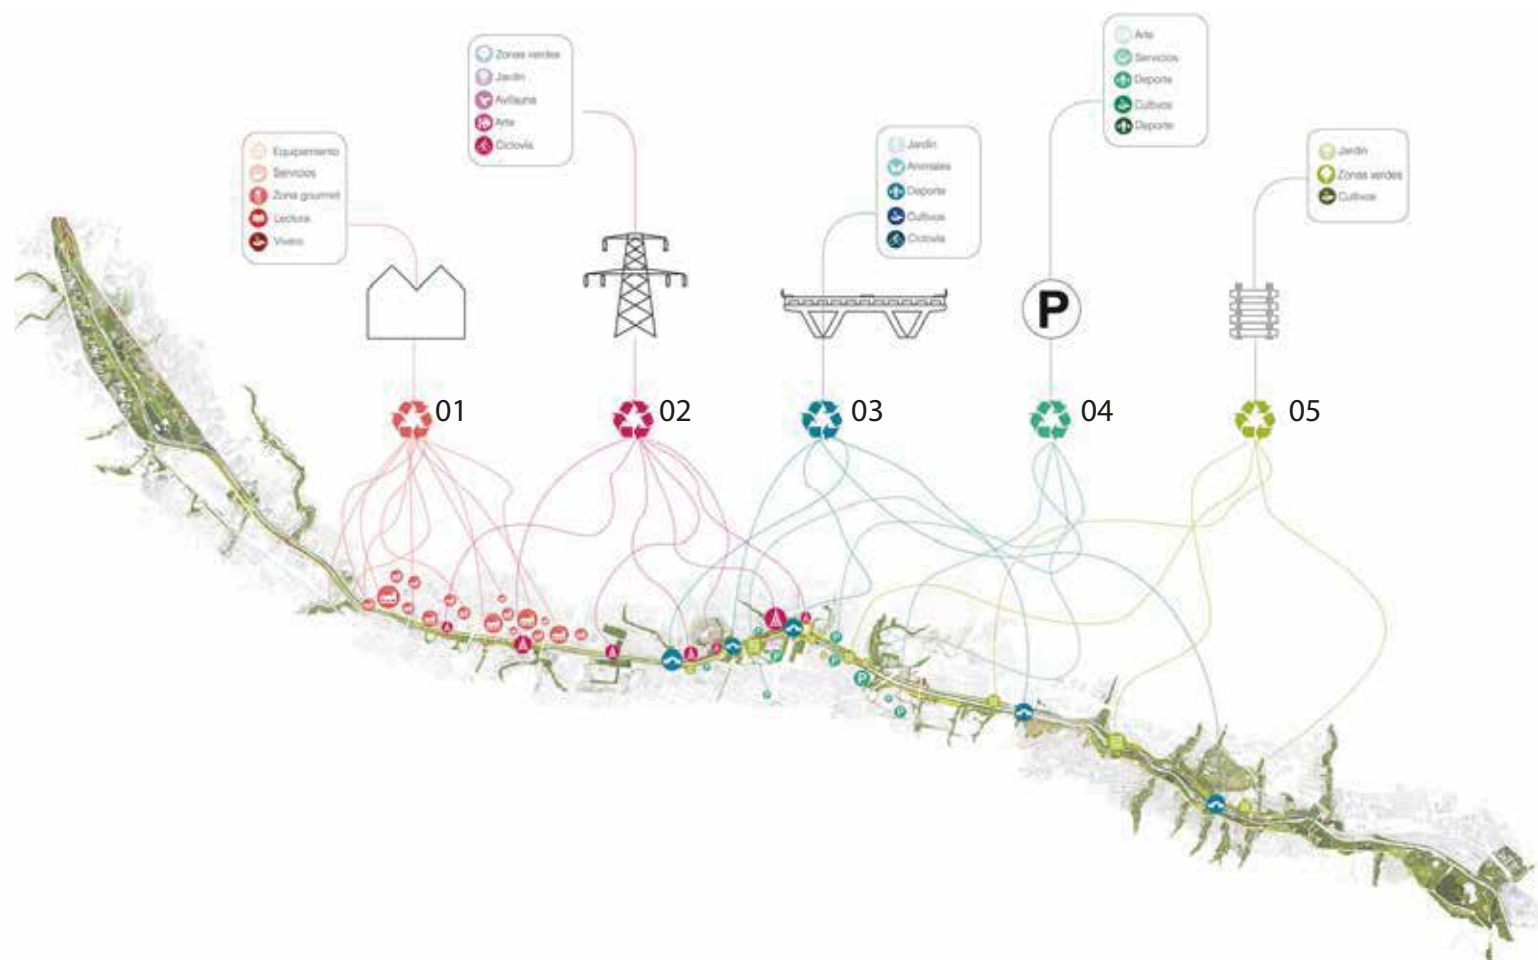 Equipamiento
Servicios
Zona gourmet
Lectura
Vivero
Zonas verdes
Jardín
Avifauna
Arte
Ciclovía
Jardín
Animales
Deporte
Cultivos
Ciclovía
Arte
Servicios
Deporte
Cultivos
Deporte
Jardín
Zonas verdes
Cultivos
P
01
02
03
04
05
P
P
P
P